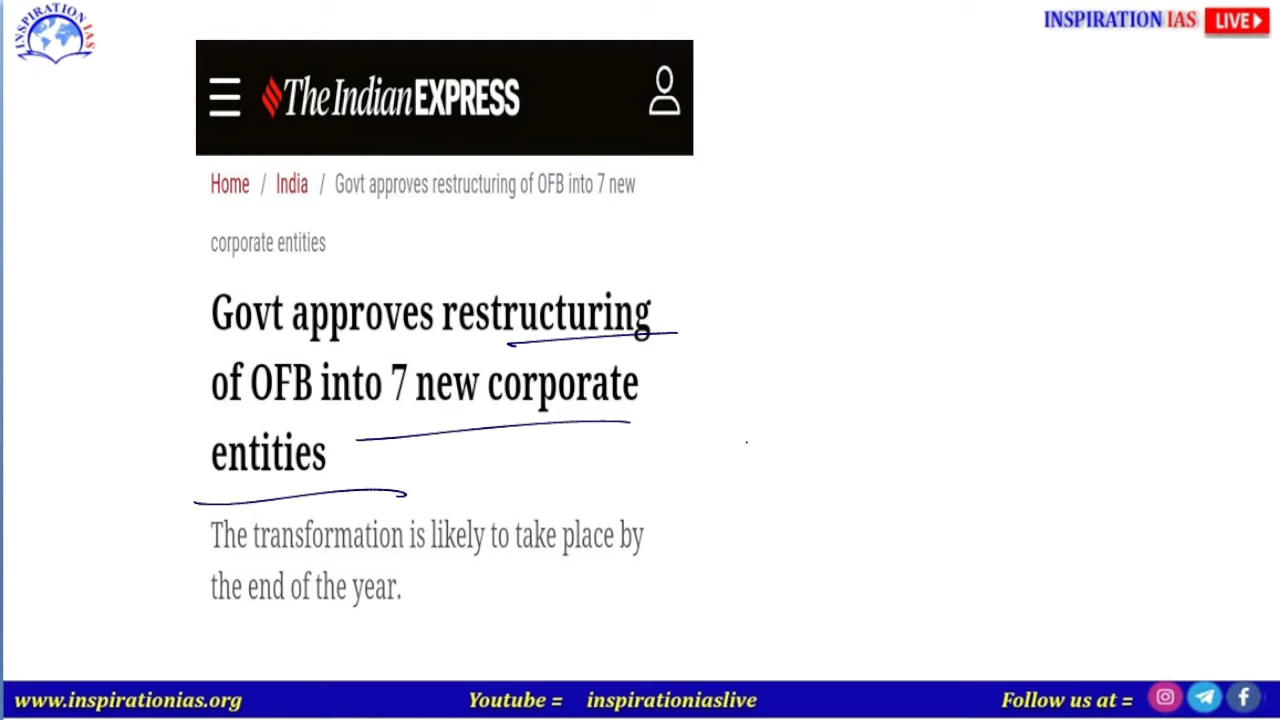 INSPIRATION IAS
INSPIRATION IAS LIVE
The Indian EXPRESS
Home / India / Govt approves restructuring of OFB into 7 new
corporate entities
Govt approves restructuring
of OFB into 7 new corporate
entities
The transformation is likely to take place by
the end of the year.
www.inspirationias.org Youtube = inspirationiaslive Follow us at =